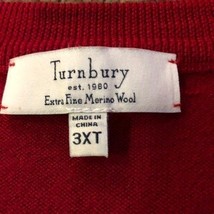 Turnbury
est. 1980
Extra Fine Merino Wool
MADE IN
CHINA
3XT